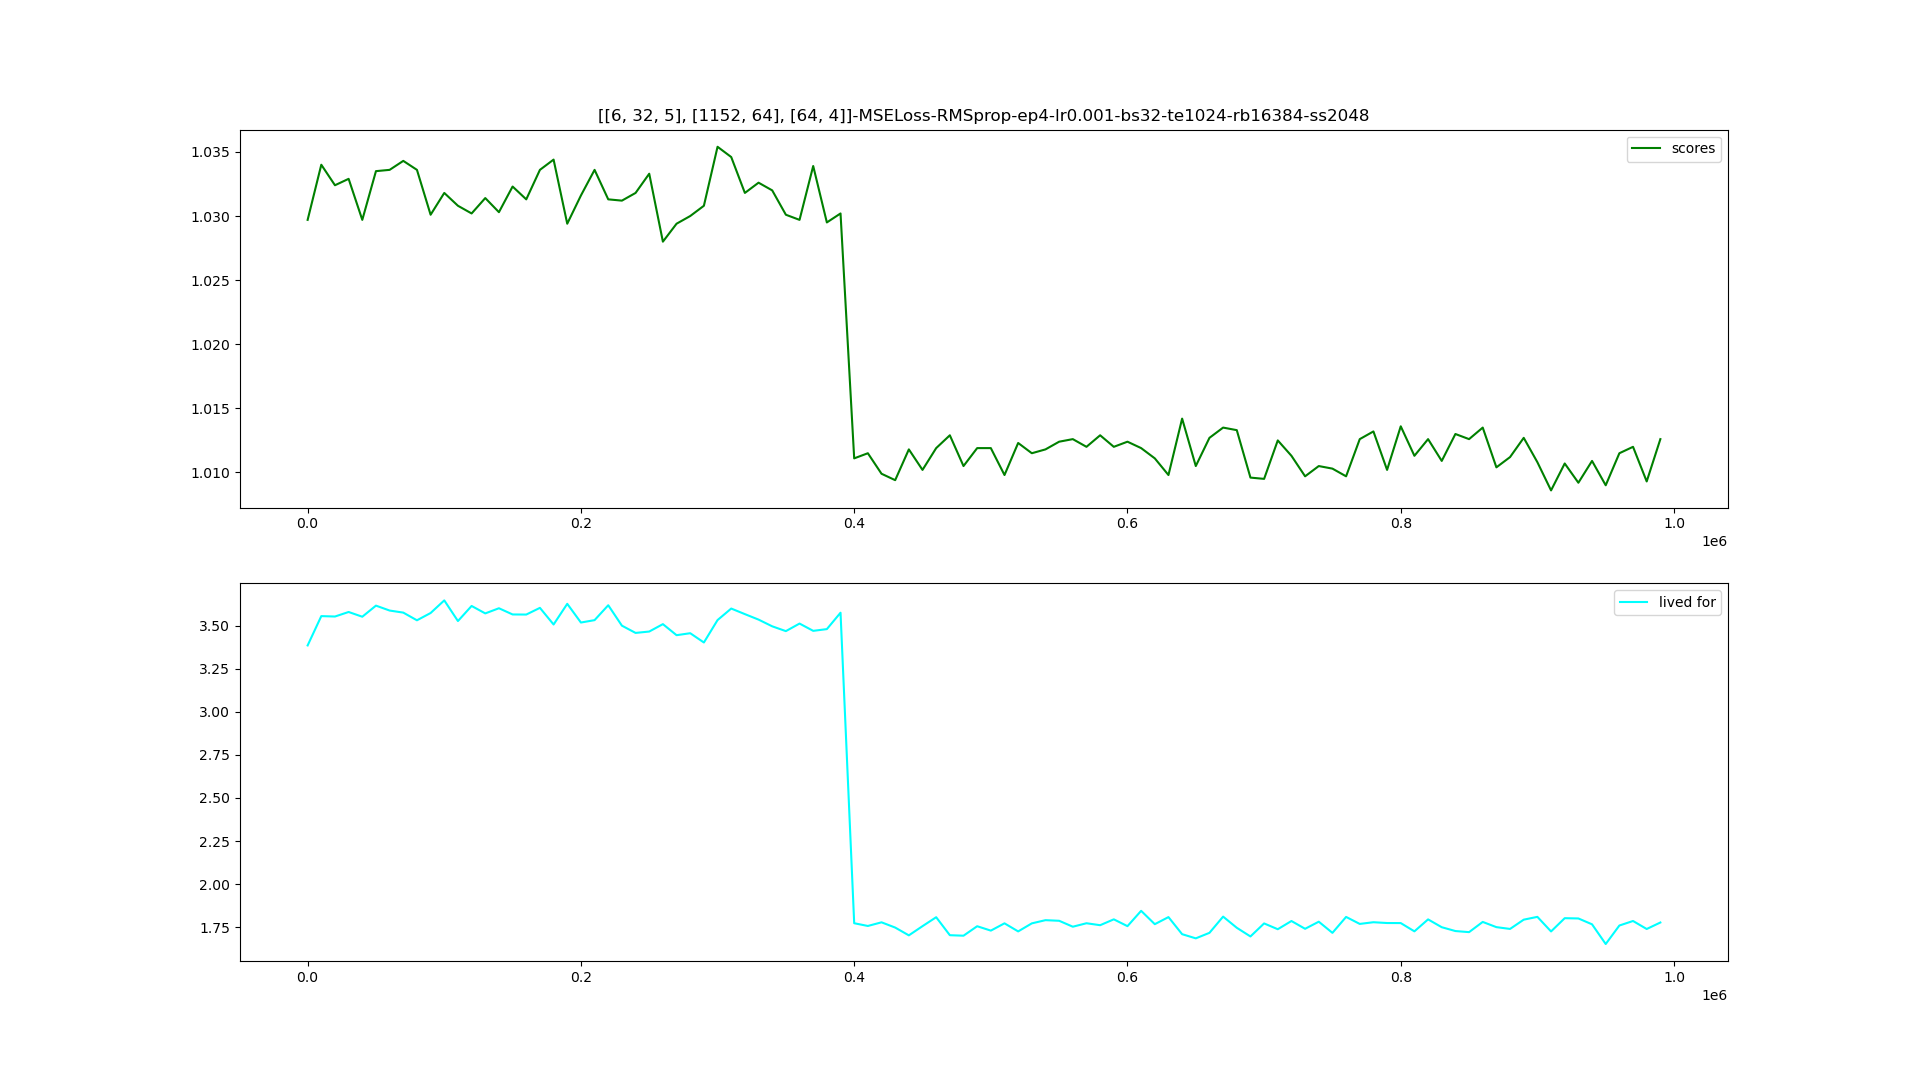 [[6, 32, 5], [1152, 64], [64, 4]]-MSELoss-RMSprop-ep4-lr0.001-bs32-te1024-rb16384-ss2048
scores
1.035
1.030
1.025
1.020
1.015
1.010
0.0 0.2 0.4 0.6 0.8 1.0
1e6
lived for
3.50
3.25
3.00
2.75
2.50
2.25
2.00
1.75
0.0 0.2 0.4 0.6 0.8 1.0
1e6